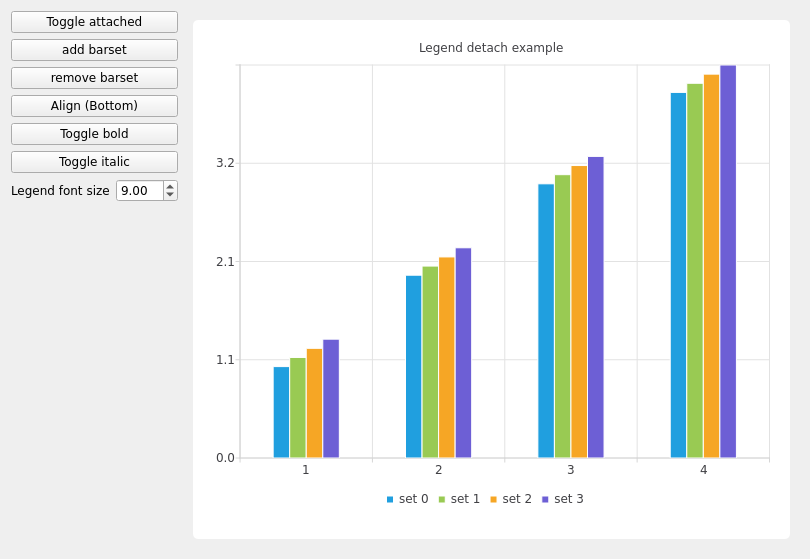 Toggle attached
add barset
remove barset
Align (Bottom)
Toggle bold
Toggle italic
Legend font size 9.00
Legend detach example
3.2
2.1
1.1
0.0
1 2 3 4
set 0 set 1 set 2 set 3